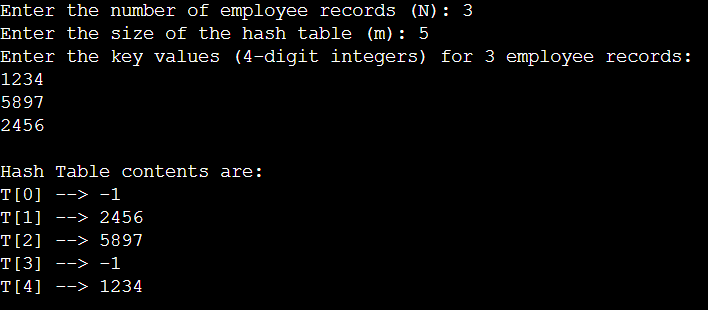 Enter the number of employee records (N): 3
Enter the size of the hash table (m): 5
Enter the key values (4-digit integers) for 3 employee records:
1234
5897
2456
Hash Table contents are:
T[0] --> -1
T[1] --> 2456
T[2] --> 5897
T[3] --> -1
T[4] --> 1234